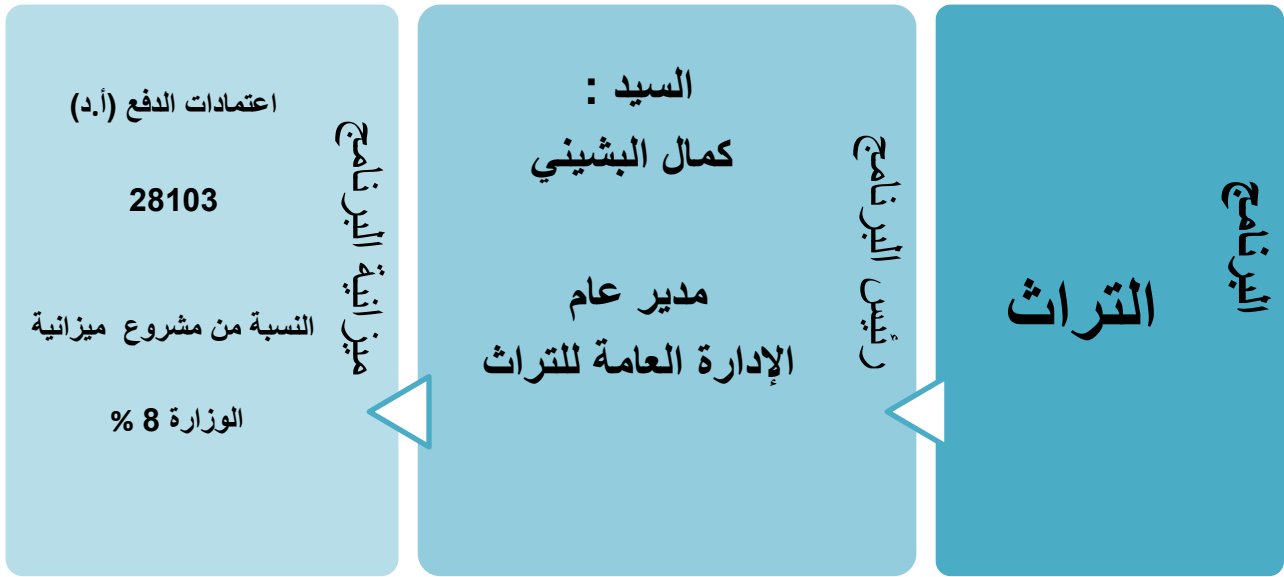 البرنامج
التراث
رئيس البرنامج
السيد :
كمال البشيني
مدير عام
الإدارة العامة للتراث
ميزانية البرنامج
اعتمادات الدفع (أ.د)
28103
النسبة من مشروع ميزانية
الوزارة 8 %